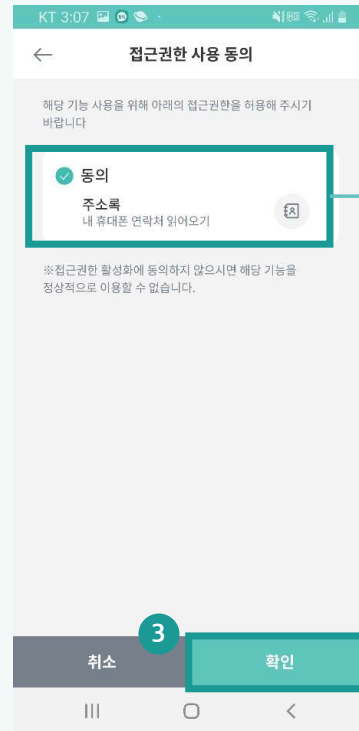 KT 3:07
접근권한 사용 동의
해당 기능 사용을 위해 아래의 접근권한을 허용해 주시기
바랍니다
동의
주소록
내 휴대폰 연락처 읽어오기
※접근권한 활성화에 동의하지 않으시면 해당 기능을
정상적으로 이용할 수 없습니다.
3
취소
확인